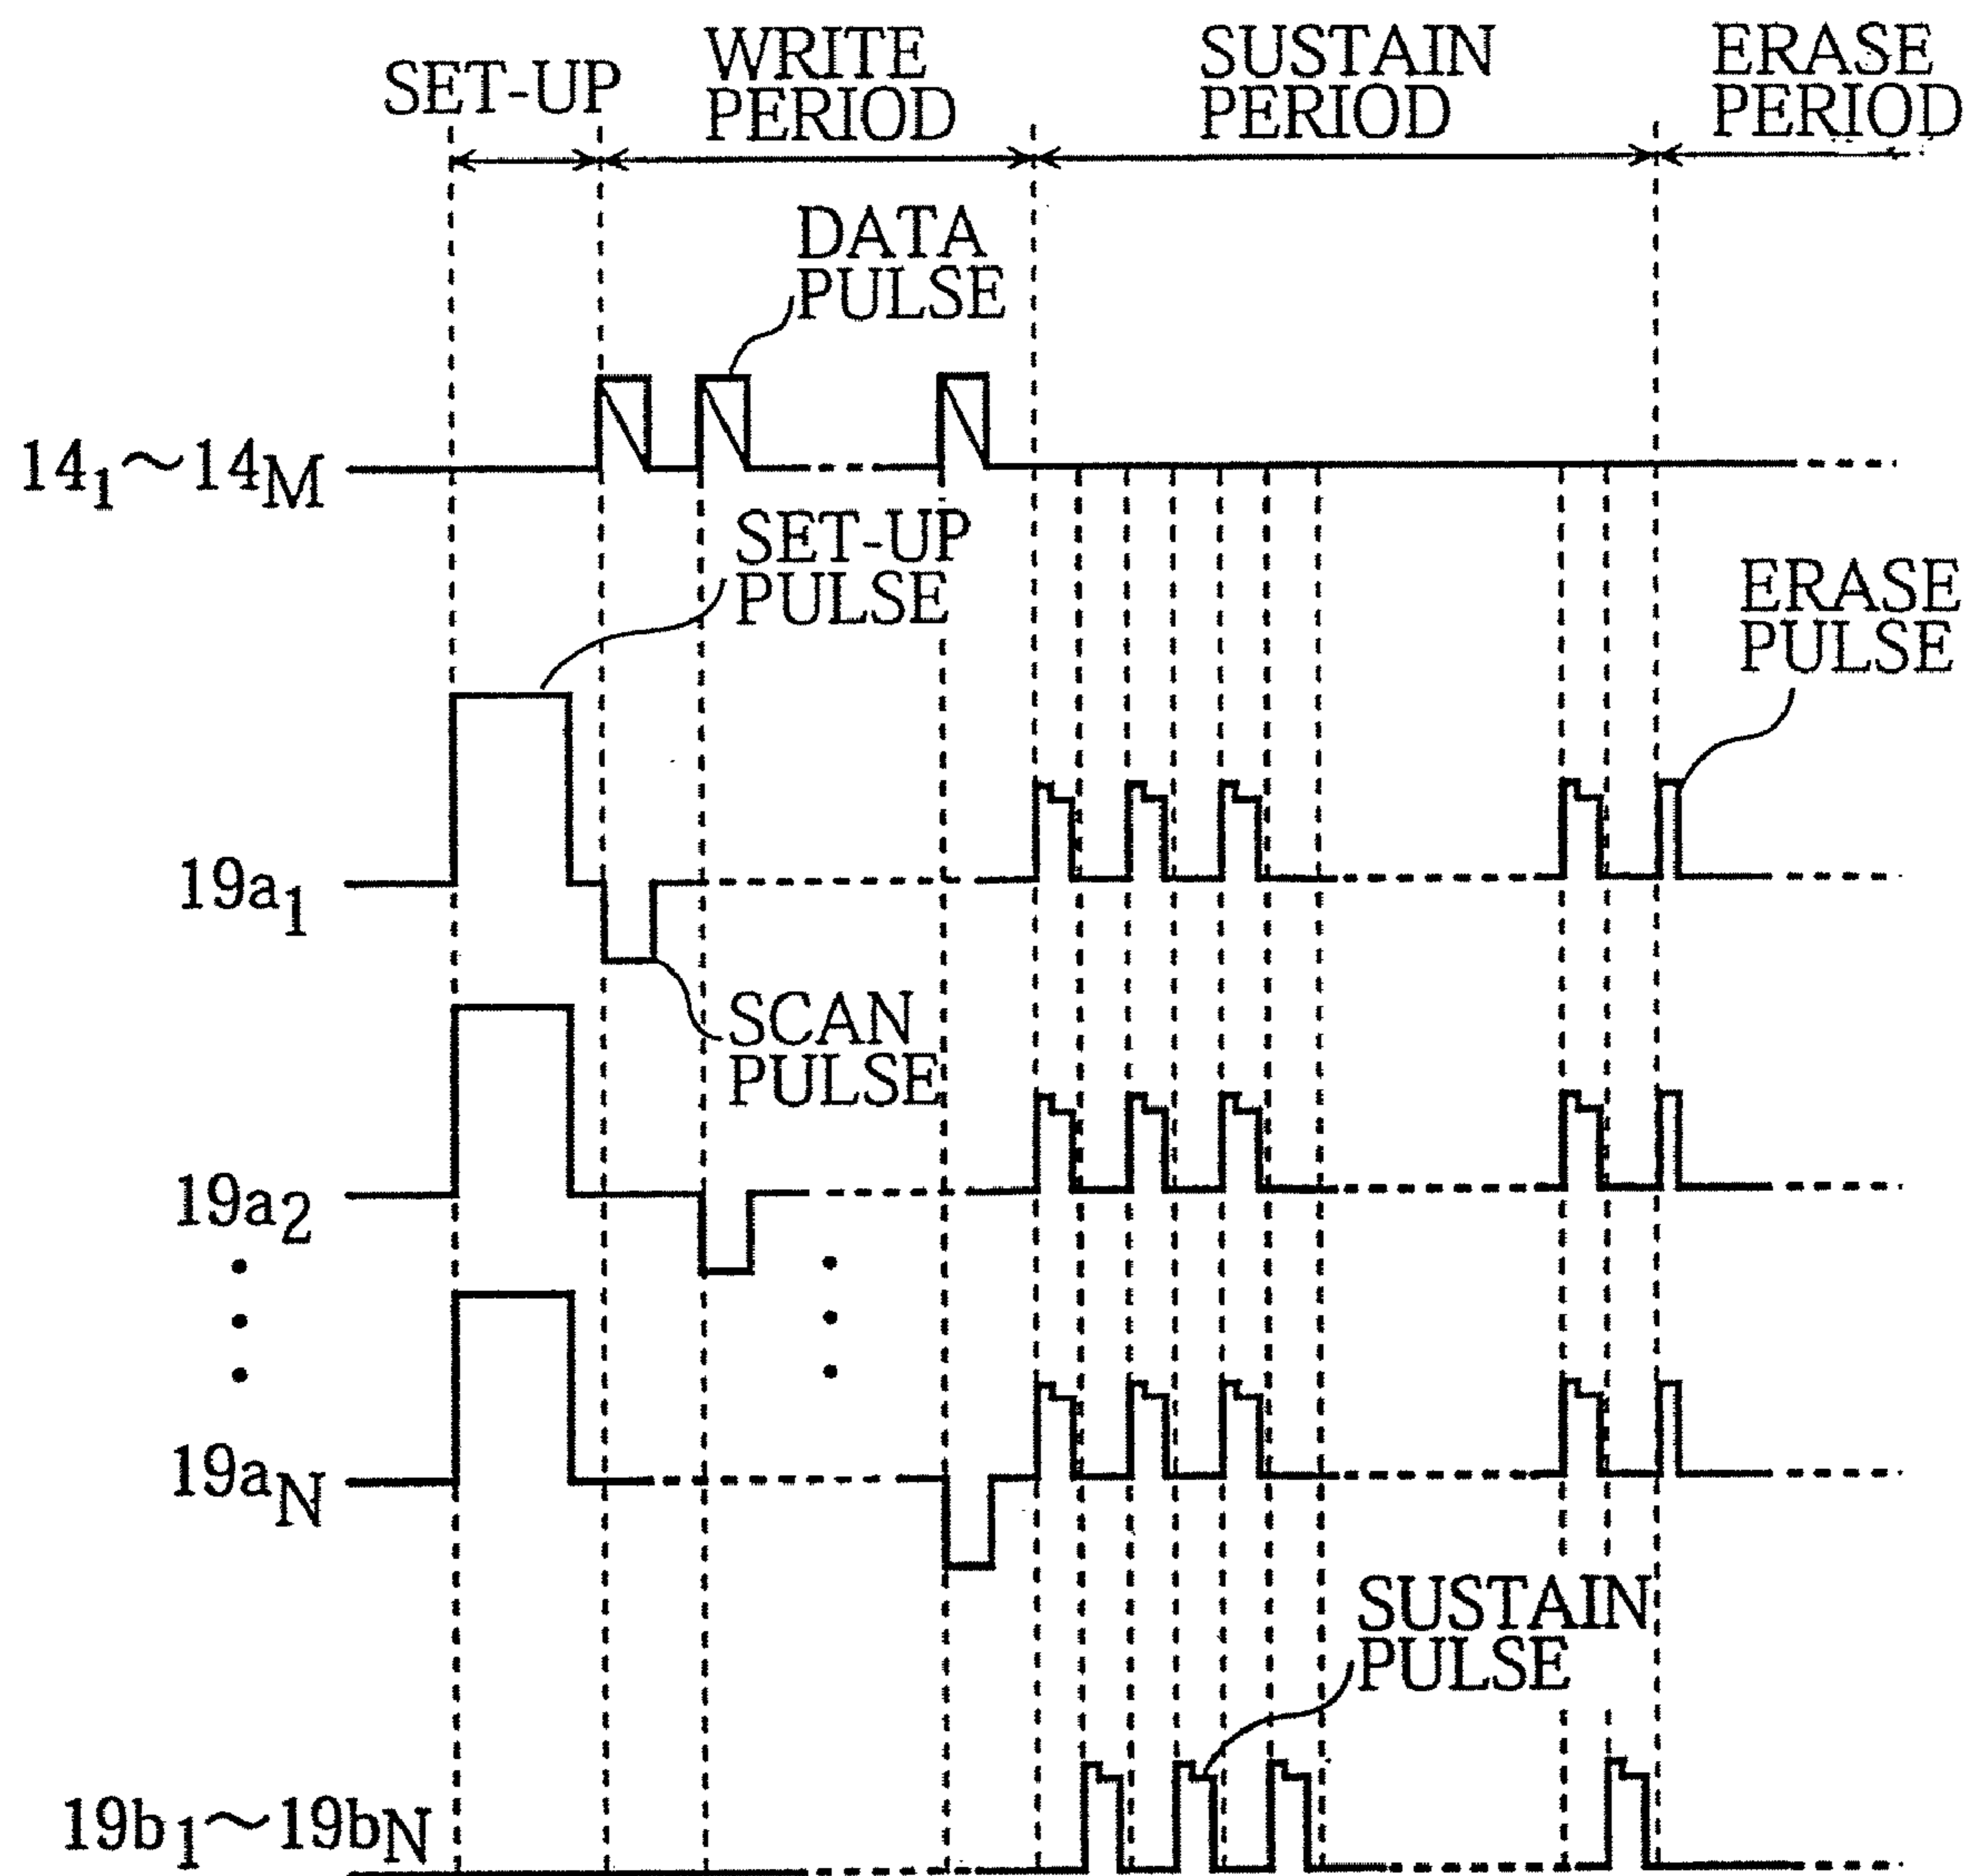 SET-UP
WRITE
PERIOD
SUSTAIN
PERIOD
ERASE
PERIOD
DATA
PULSE
14₁~14M
SET-UP
PULSE
ERASE
PULSE
19a₁
SCAN
PULSE
19a₂
19aN
SUSTAIN
PULSE
19b₁~19bN